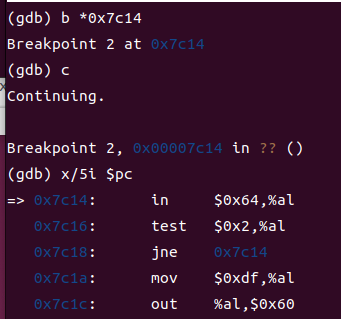 (gdb) b *0x7c14
Breakpoint 2 at 0x7c14
(gdb) c
Continuing.
Breakpoint 2, 0x00007c14 in ?? ()
(gdb) x/5i $pc
=> 0x7c14: in $0x64,%al
0x7c16: test $0x2,%al
0x7c18: jne 0x7c14
0x7c1a: mov $0xdf,%al
0x7c1c: out %al,$0x60